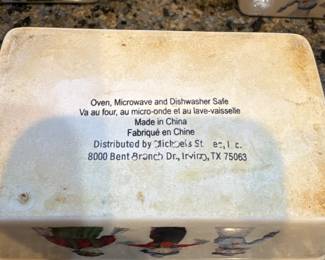 Oven, Microwave and Dishwasher Safe
Va au four, au micro-onde et au lave-vaisselle
Made in China
Fabriqué en Chine
Distributed by Michaels
8000 Bent Branch Dr., Irving, TX 75063